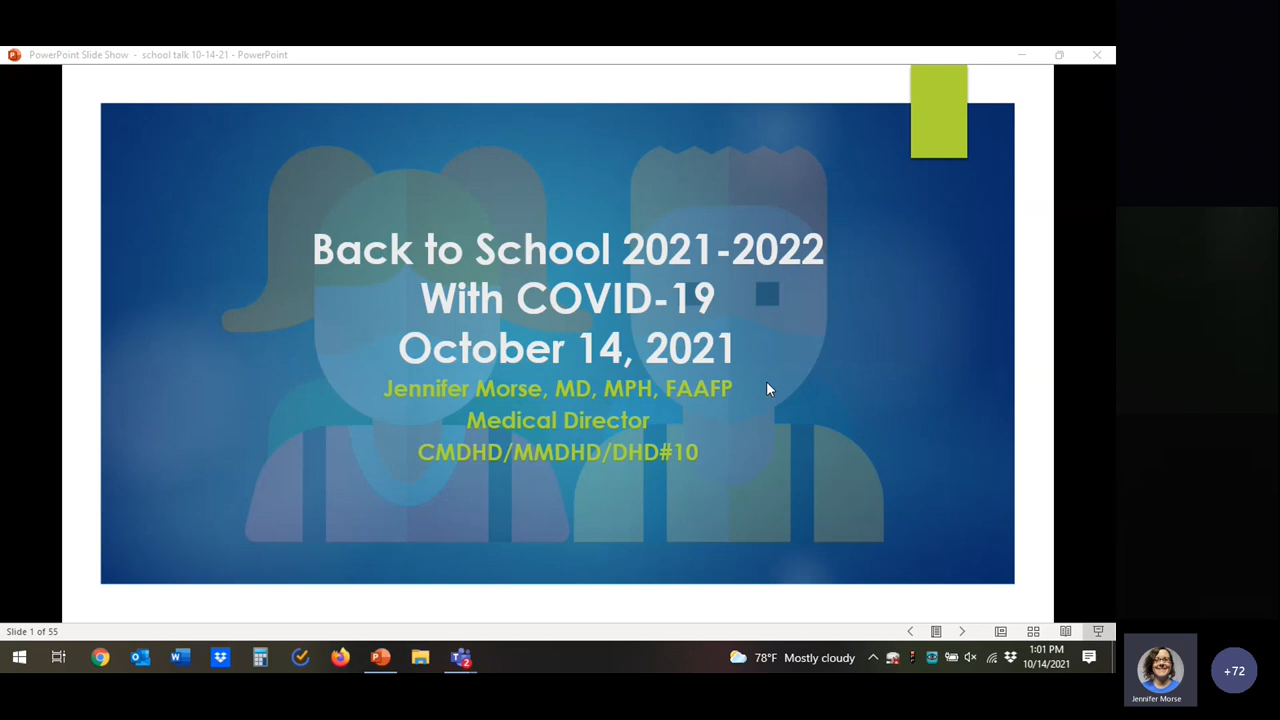 PowerPoint Slide Show - school talk 10-14-21 - PowerPoint
Back to School 2021-2022
With COVID-19
October 14, 2021
Jennifer Morse, MD, MPH, FAAFP
Medical Director
CMDHD/MMDHD/DHD#10
Slide 1 of 55
2
78°F Mostly cloudy
1:01 PM
10/14/2021
Jennifer Morse
+72